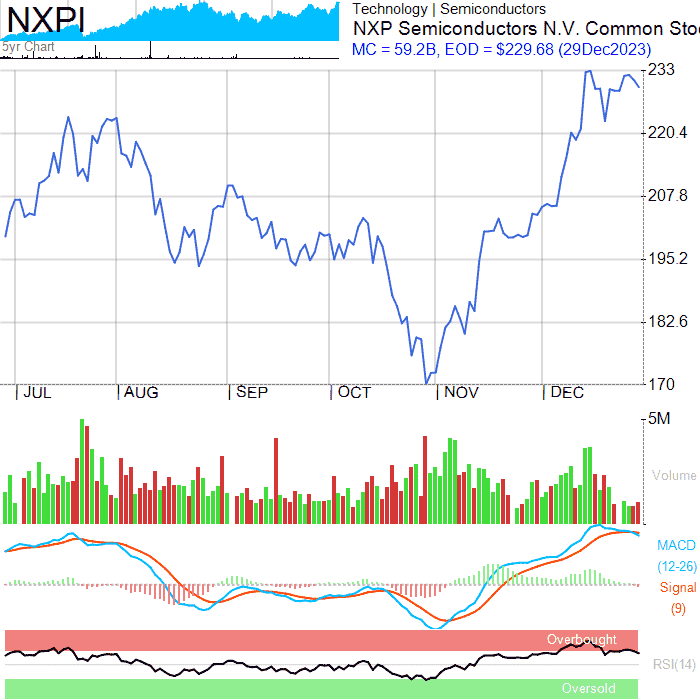 NXPI
5yr Chart
Technology | Semiconductors
NXP Semiconductors N.V. Common Sto
MC = 59.2B, EOD = $229.68 (29Dec2023)
233
220.4
207.8
195.2
182.6
170
JUL AUG SEP OCT NOV DEC
5M
Volume
MACD
(12-26)
Signal
(9)
Overbought
RSI(14)
Oversold